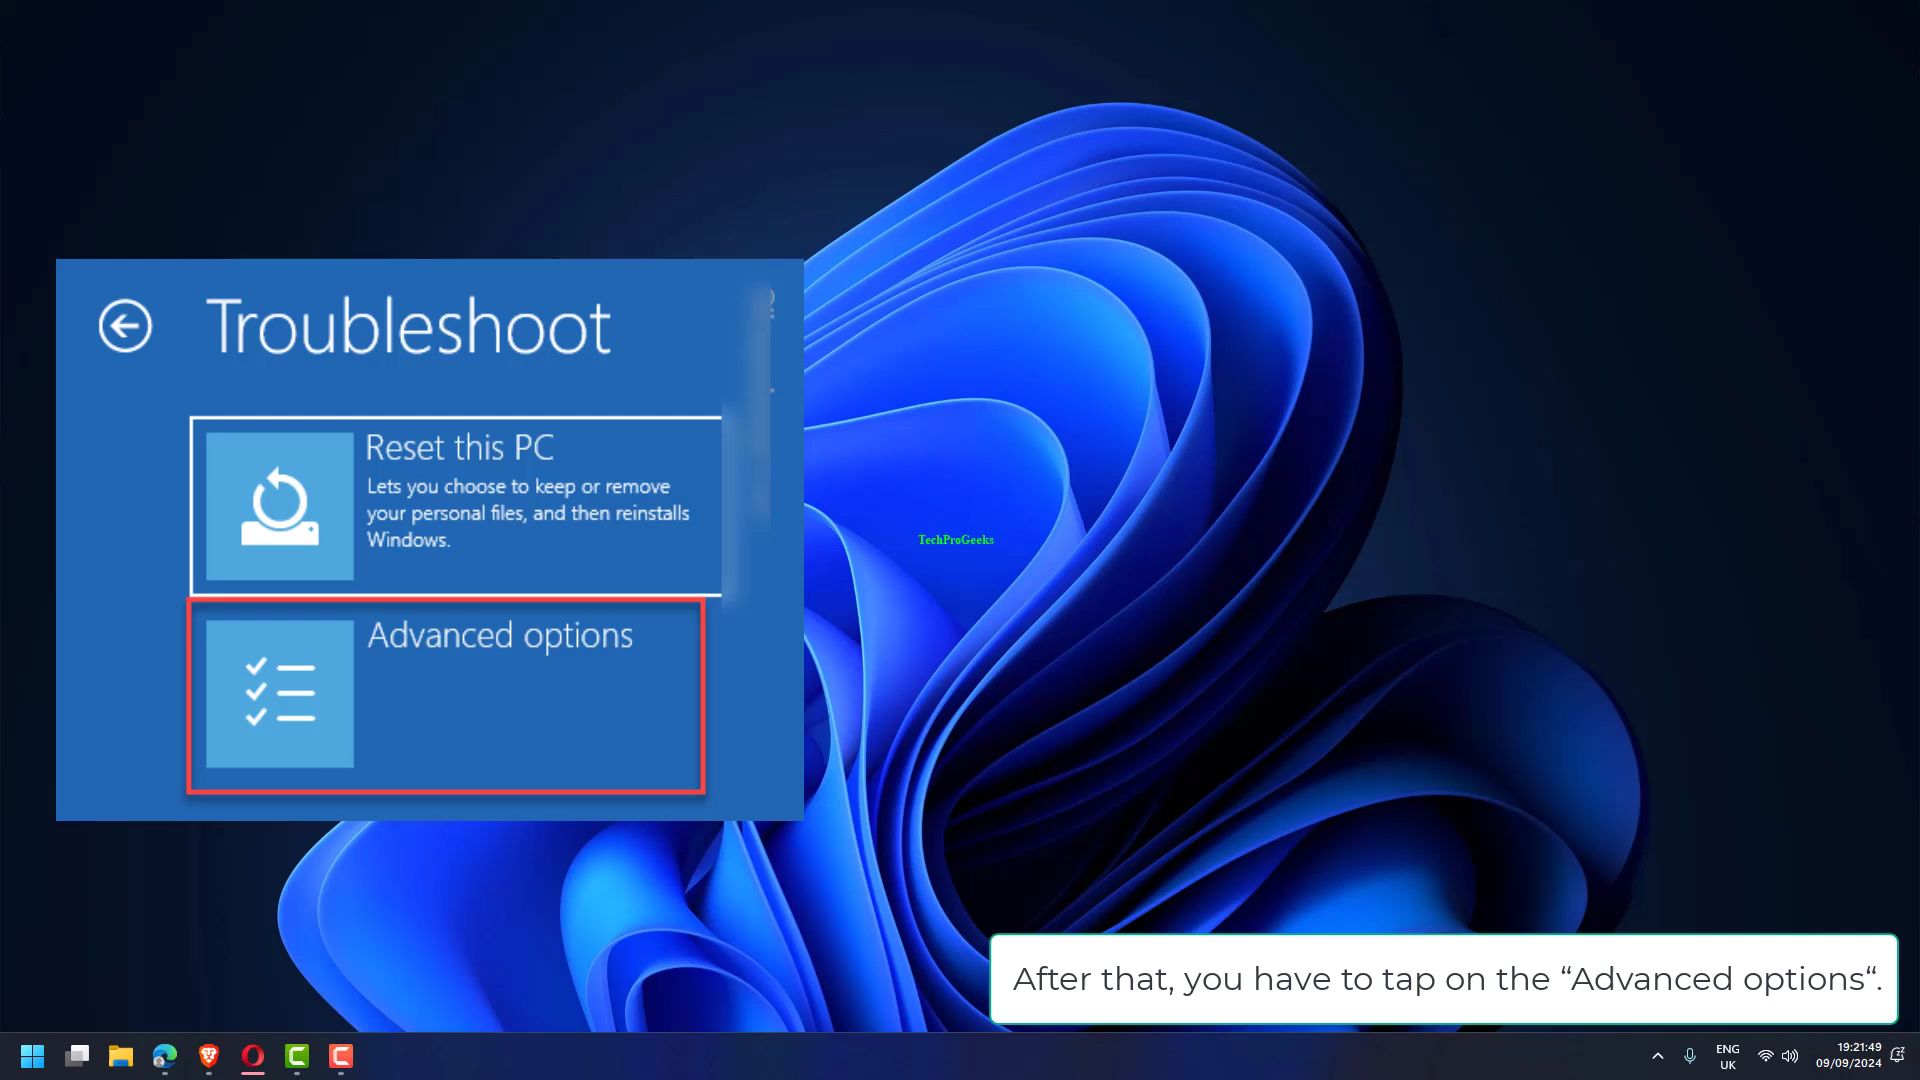 Troubleshoot
Reset this PC
Lets you choose to keep or remove
your personal files, and then reinstalls
Windows.
Advanced options
TechProGeeks
After that, you have to tap on the “Advanced options“.
ENG
UK
19:21:49
09/09/2024